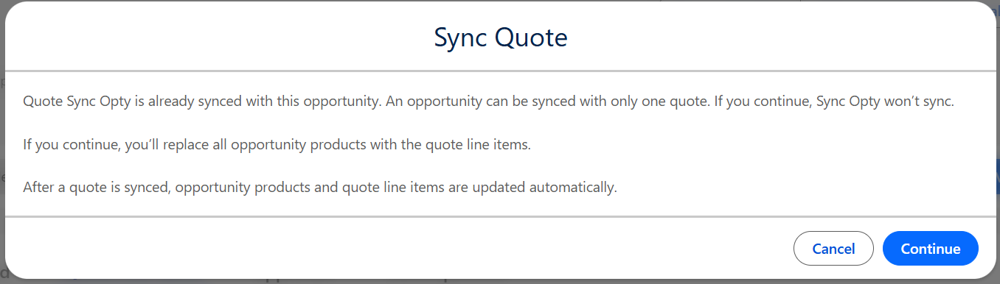 Sync Quote
Quote Sync Opty is already synced with this opportunity. An opportunity can be synced with only one quote. If you continue, Sync Opty won’t sync.
If you continue, you’ll replace all opportunity products with the quote line items.
After a quote is synced, opportunity products and quote line items are updated automatically.
Cancel
Continue